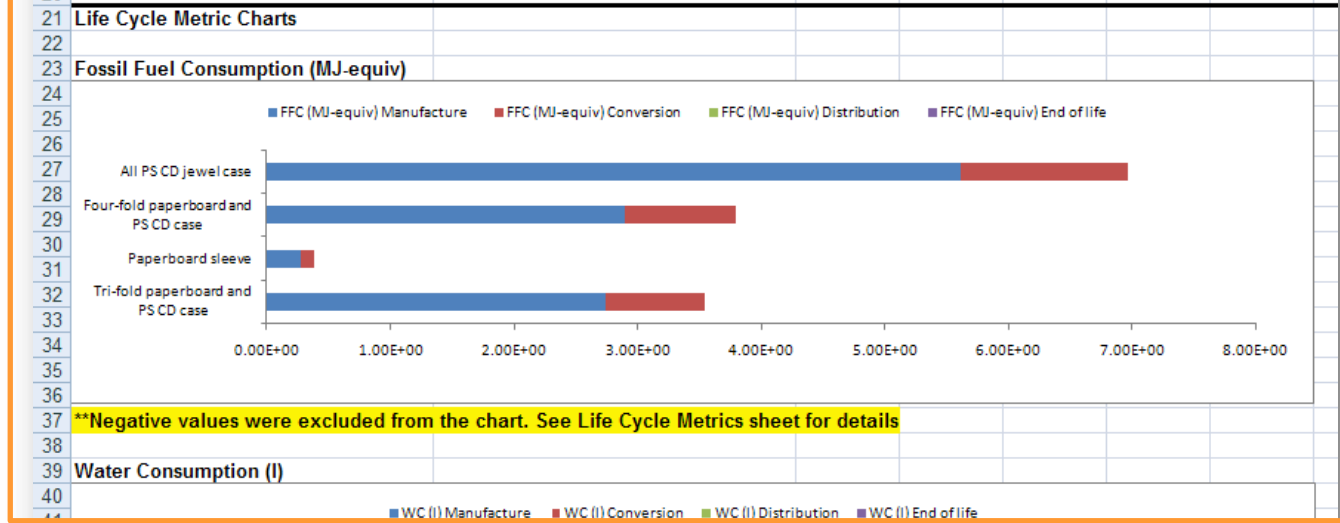 21 Life Cycle Metric Charts
22
23 Fossil Fuel Consumption (MJ-equiv)
24
FFC (MJ-equiv) Manufacture FFC (MJ-equiv) Conversion FFC (MJ-equiv) Distribution FFC (MJ-equiv) End of life
25
26
27 All PS CD jewel case
28
Four-fold paperboard and
29
PS CD case
30
Paperboard sleeve
31
32 Tri-fold paperboard and
PS CD case
33
34 0.00E+00 1.00E+00 2.00E+00 3.00E+00 4.00E+00 5.00E+00 6.00E+00 7.00E+00 8.00E+00
35
36
37 **Negative values were excluded from the chart. See Life Cycle Metrics sheet for details
38
39 Water Consumption (l)
40
WC (l) Manufacture WC (l) Conversion WC (l) Distribution WC (l) End of life